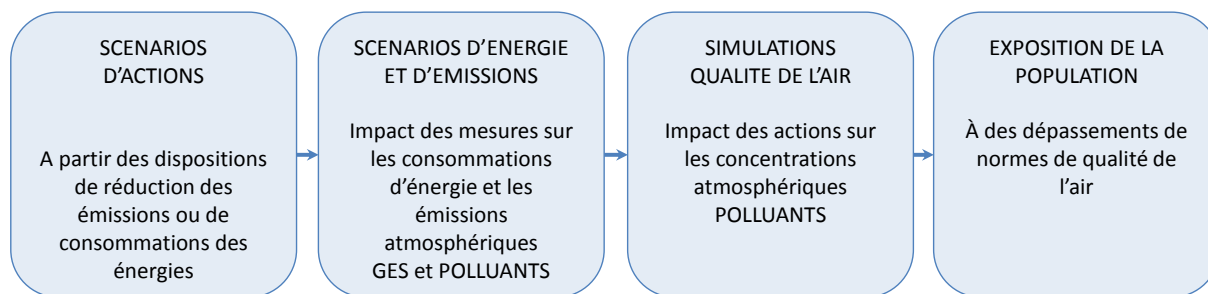 SCENARIOS
D’ACTIONS
A partir des dispositions
de réduction des
émissions ou de
consommations des
énergies
SCENARIOS D’ENERGIE
ET D’EMISSIONS
Impact des mesures sur
les consommations
d’énergie et les
émissions
atmosphériques
GES et POLLUANTS
SIMULATIONS
QUALITE DE L’AIR
Impact des actions sur
les concentrations
atmosphériques
POLLUANTS
EXPOSITION DE LA
POPULATION
À des dépassements de
normes de qualité de
l’air